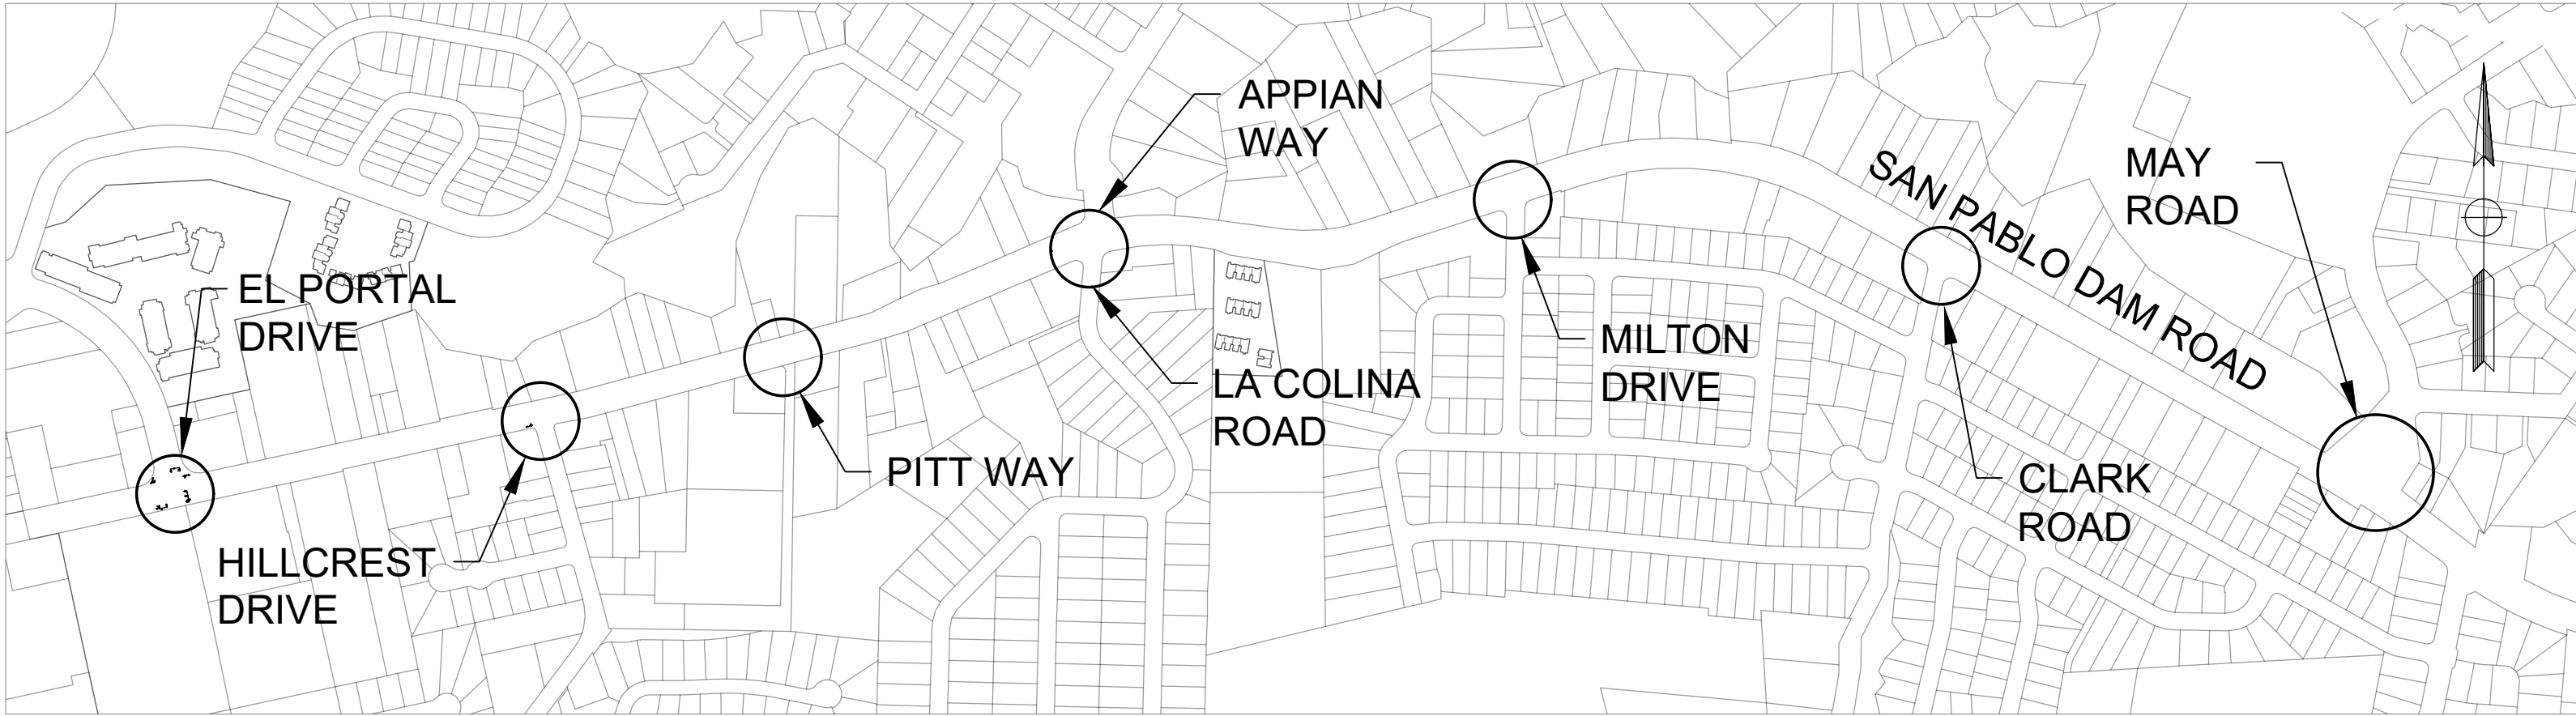 APPIAN
WAY
MAY
ROAD
SAN PABLO DAM ROAD
EL PORTAL
DRIVE
MILTON
DRIVE
LA COLINA
ROAD
PITT WAY
CLARK
ROAD
HILLCREST
DRIVE